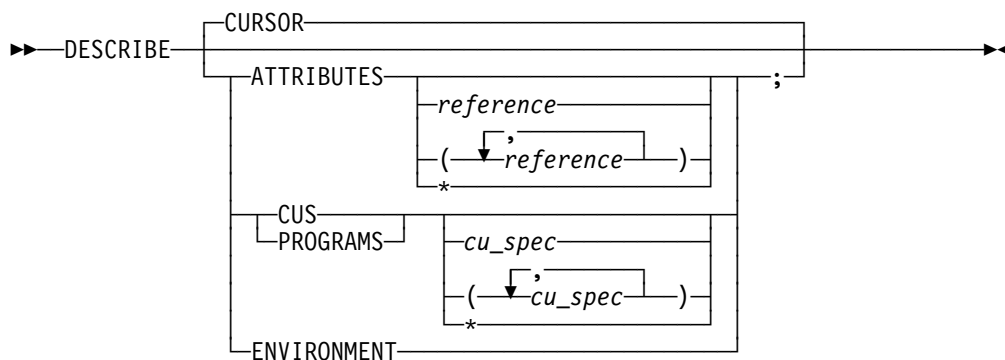 CURSOR
DESCRIBE
ATTRIBUTES ;
reference
,
( reference )
*
CUS
PROGRAMS cu_spec
,
( cu_spec )
*
ENVIRONMENT